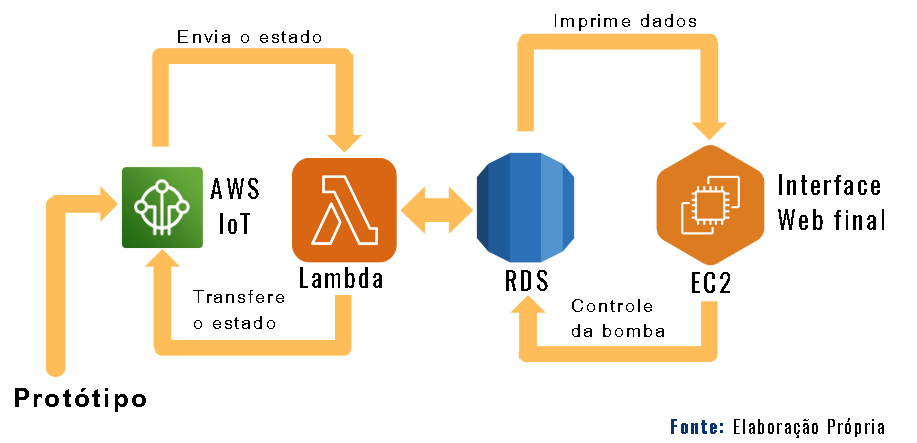 Imprime dados
Envia o estado
AWS
IoT
Interface
Web final
Lambda
RDS
EC2
Transfere
o estado
Controle
da bomba
Protótipo
Fonte: Elaboração Própria